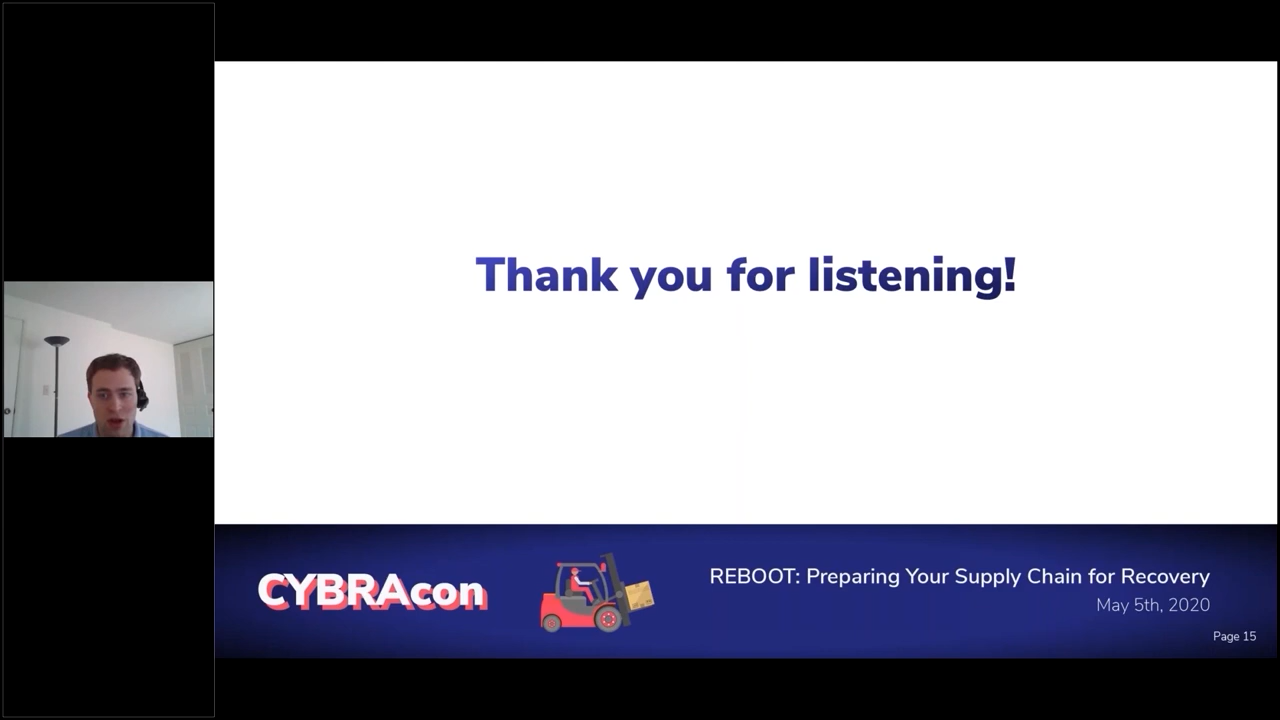 Thank you for listening!
CYBRAcon
REBOOT: Preparing Your Supply Chain for Recovery
May 5th, 2020
Page 15